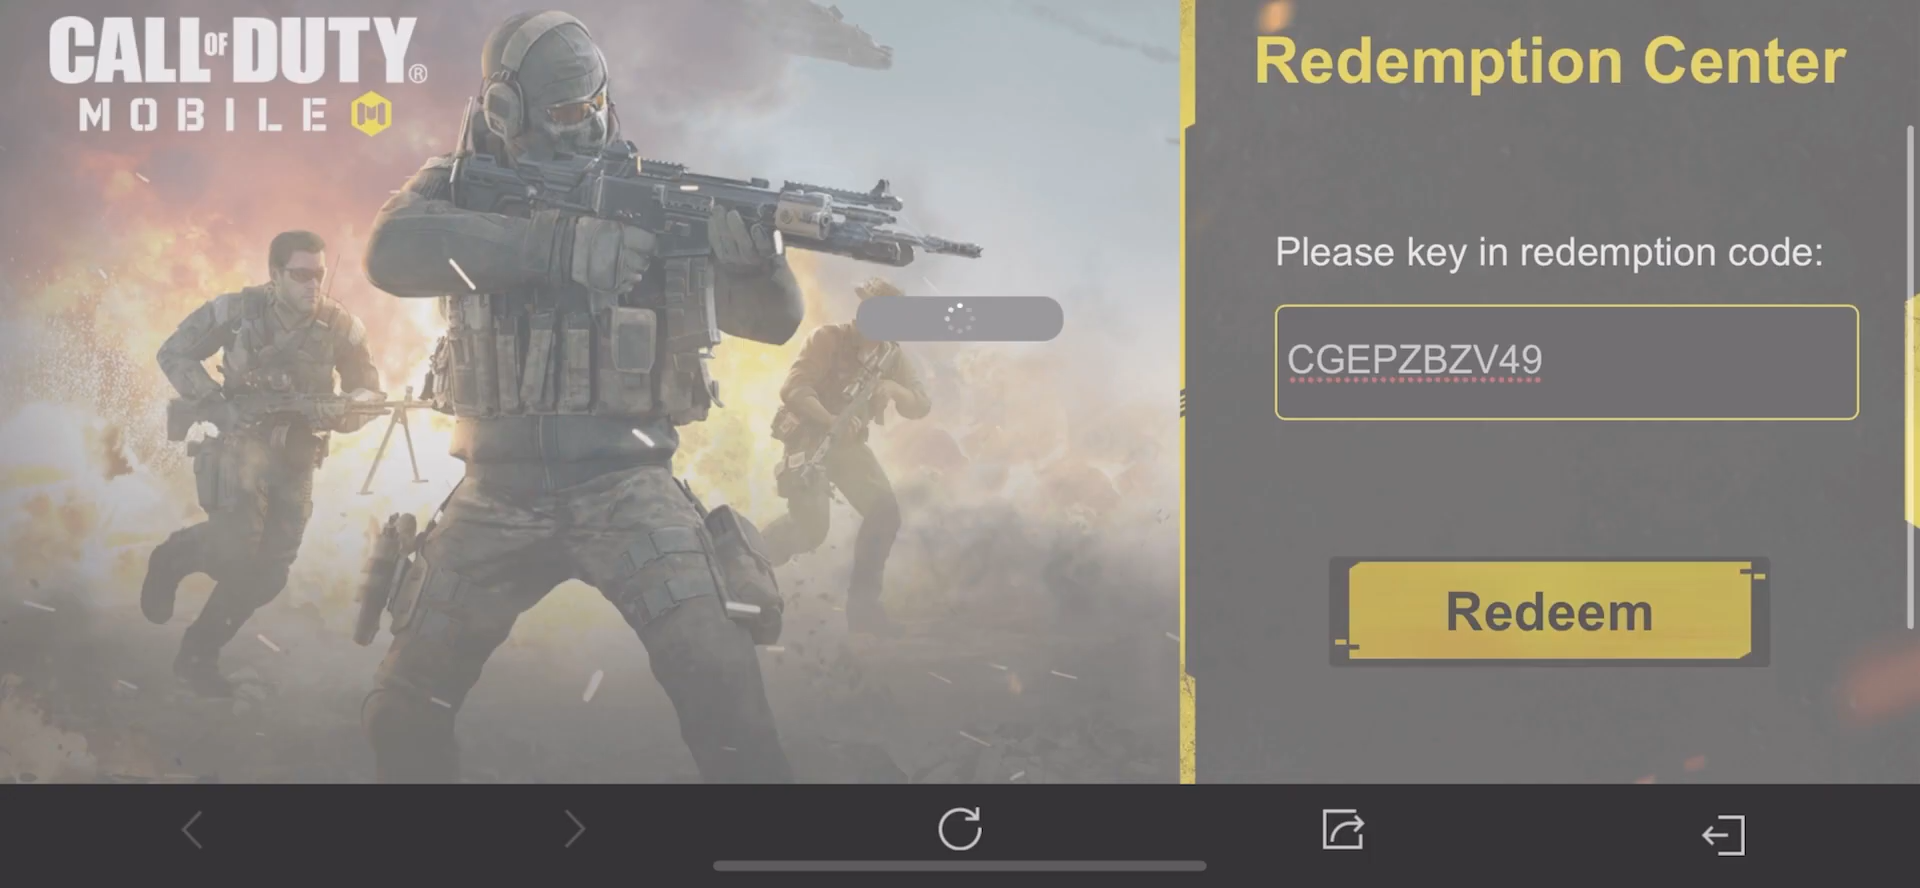 CALL OF DUTY®
MOBILE
Redemption Center
Please key in redemption code:
CGEPZBZV49
Redeem